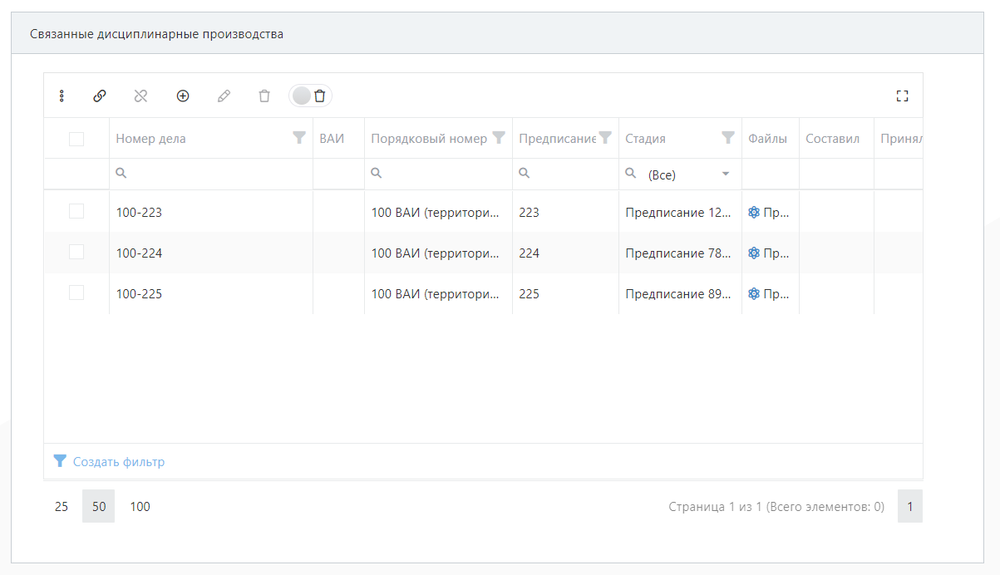 Связанные дисциплинарные производства
Номер дела ВАИ Порядковый номер Предписание Стадия Файлы Составил Принял
(Все)
100-223 100 ВАИ (территори... 223 Предписание 12... Пр...
100-224 100 ВАИ (территори... 224 Предписание 78... Пр...
100-225 100 ВАИ (территори... 225 Предписание 89... Пр...
Создать фильтр
25 50 100 Страница 1 из 1 (Всего элементов: 0) 1